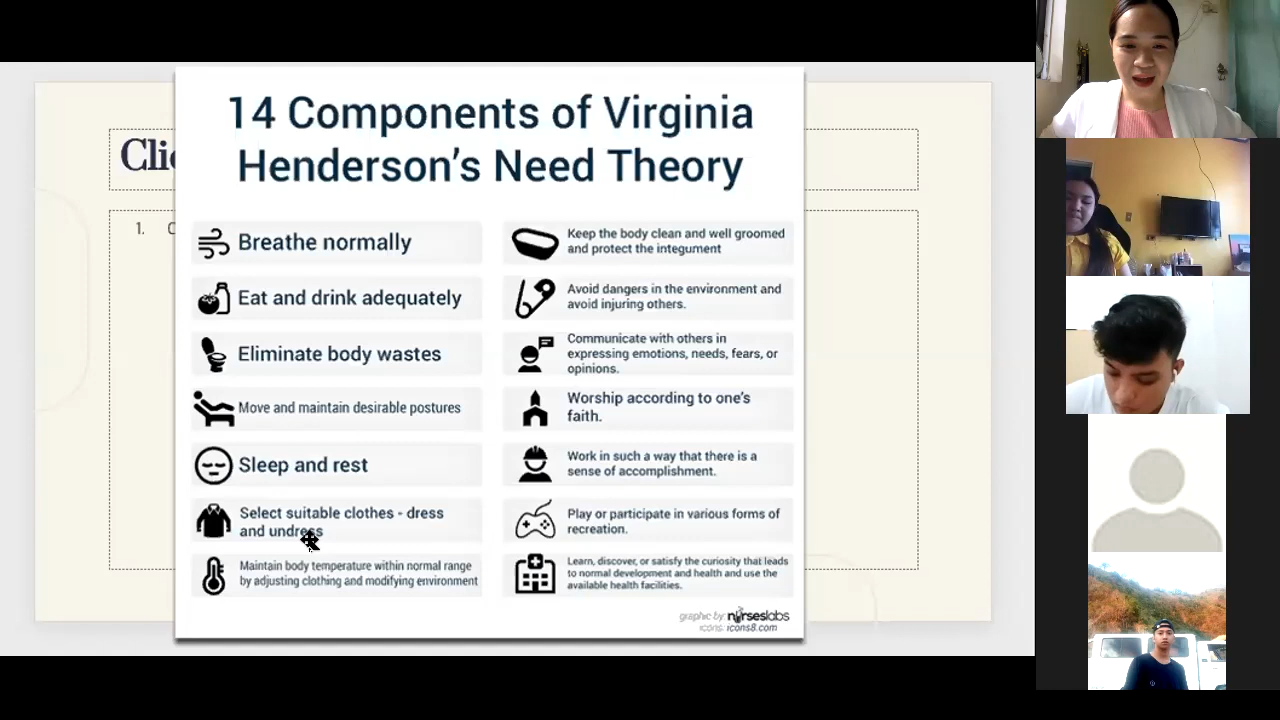 14 Components of Virginia
Henderson's Need Theory
Clic
1. C
Breathe normally
Eat and drink adequately
Eliminate body wastes
Move and maintain desirable postures
Sleep and rest
Select suitable clothes - dress
and undress
Maintain body temperature within normal range
by adjusting clothing and modifying environment
Keep the body clean and well groomed
and protect the integument
Avoid dangers in the environment and
avoid injuring others.
Communicate with others in
expressing emotions, needs, fears, or
opinions.
Worship according to one's
faith.
Work in such a way that there is a
sense of accomplishment.
Play or participate in various forms of
recreation.
Learn, discover, or satisfy the curiosity that leads
to normal development and health and use the
available health facilities.
graphic by: nurseslabs
icons: icons8.com